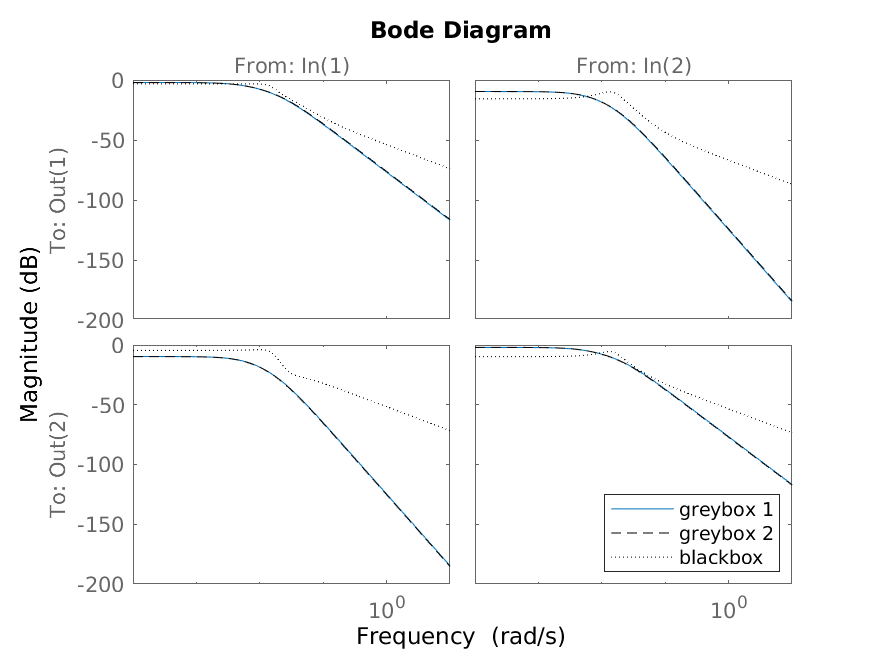 Bode Diagram
From: In(1)
From: In(2)
To: Out(1)
0
-50
-100
-150
-200
Magnitude (dB)
To: Out(2)
0
-50
-100
-150
-200
greybox 1
greybox 2
blackbox
10^0
10^0
Frequency (rad/s)